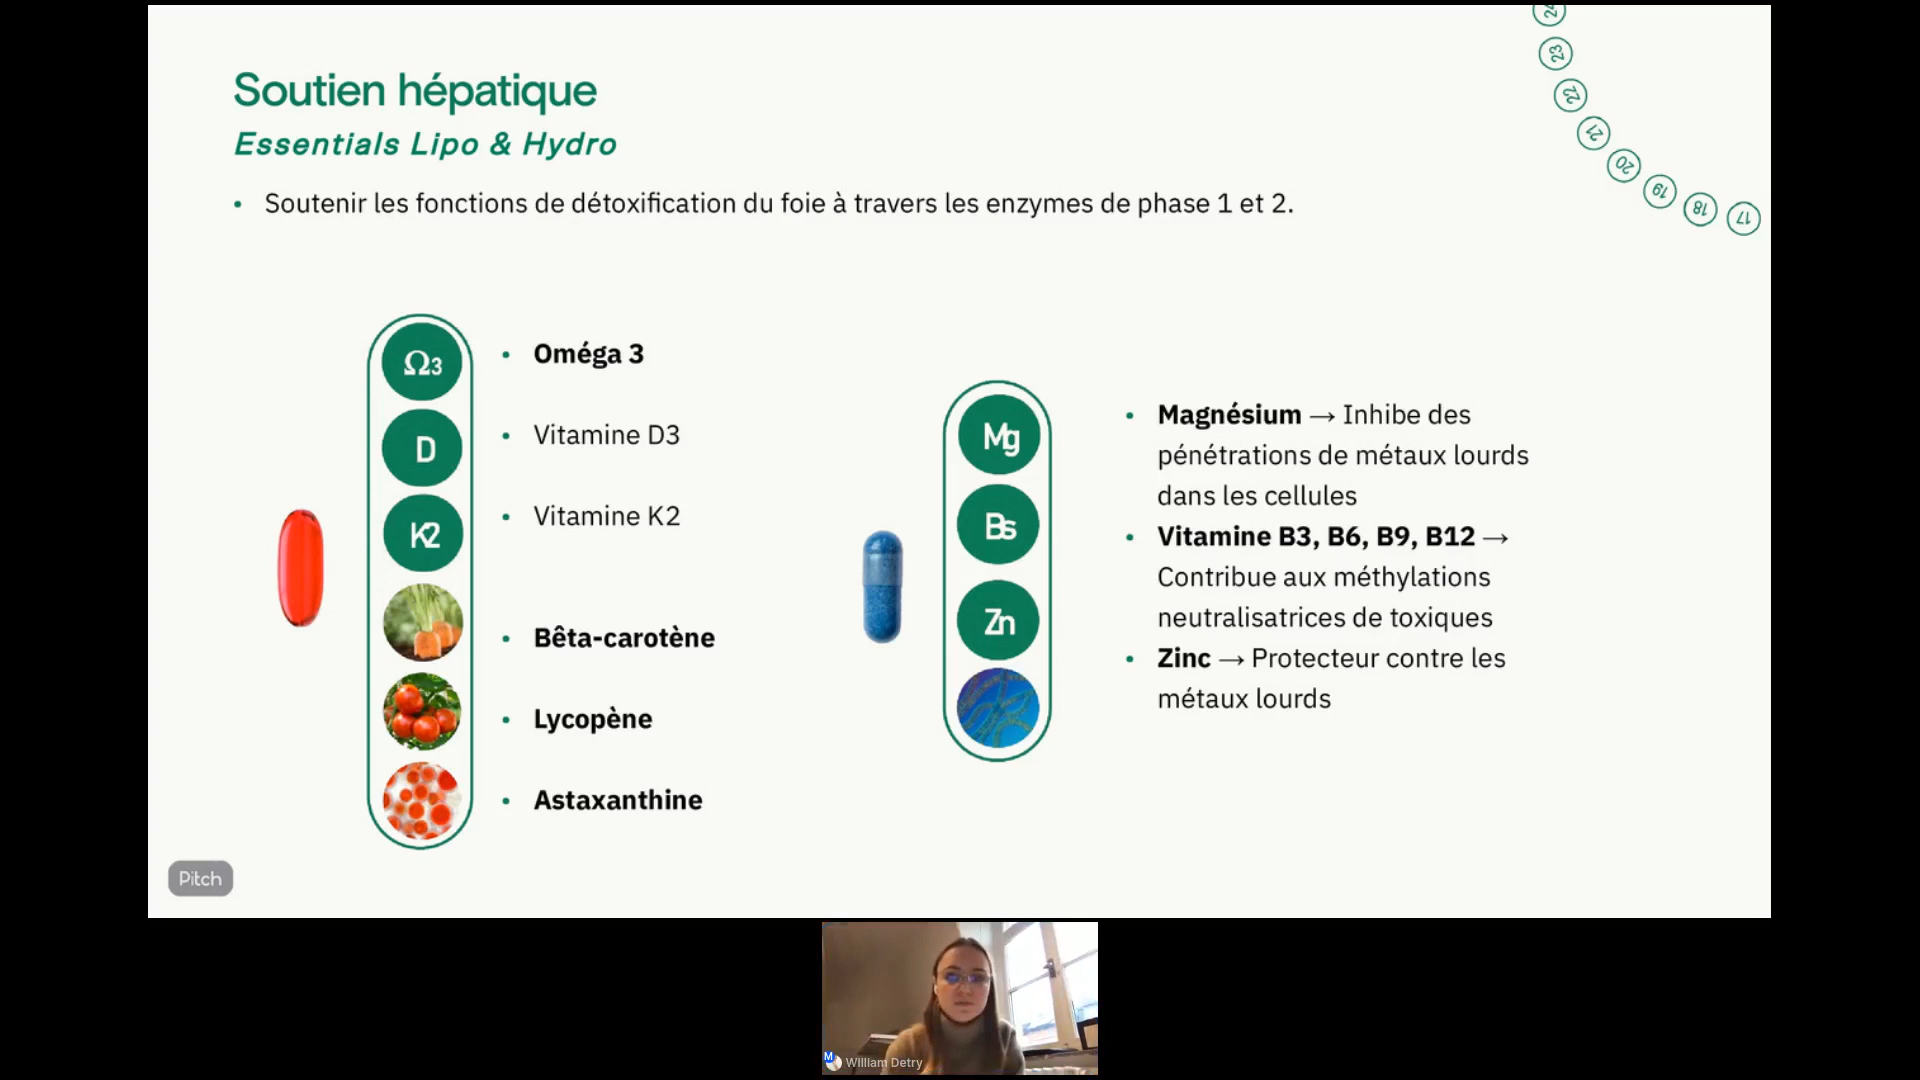 Soutien hépatique
Essentials Lipo & Hydro
• Soutenir les fonctions de détoxification du foie à travers les enzymes de phase 1 et 2.
24
23
22
21
20
19
18
17
Ω3
D
K2
• Oméga 3
• Vitamine D3
• Vitamine K2
• Bêta-carotène
• Lycopène
• Astaxanthine
Mg
Bs
Zn
• Magnésium → Inhibe des
pénétrations de métaux lourds
dans les cellules
• Vitamine B3, B6, B9, B12 →
Contribue aux méthylations
neutralisatrices de toxiques
• Zinc → Protecteur contre les
métaux lourds
Pitch
M
William Detry